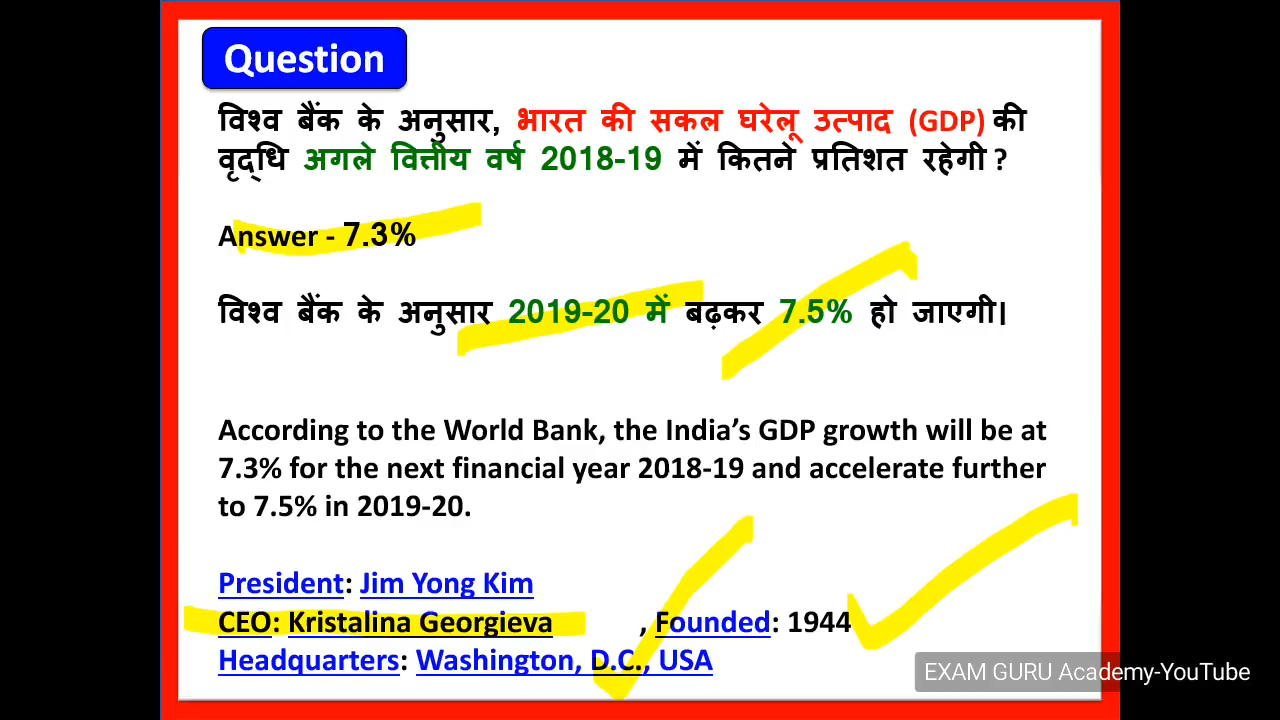 Question
विश्व बैंक के अनुसार, भारत की सकल घरेलू उत्पाद (GDP) की
वृद्धि अगले वित्तीय वर्ष 2018-19 में कितने प्रतिशत रहेगी ?
Answer - 7.3%
विश्व बैंक के अनुसार 2019-20 में बढ़कर 7.5% हो जाएगी।
According to the World Bank, the India's GDP growth will be at
7.3% for the next financial year 2018-19 and accelerate further
to 7.5% in 2019-20.
President: Jim Yong Kim
CEO: Kristalina Georgieva , Founded: 1944
Headquarters: Washington, D.C., USA
EXAM GURU Academy-YouTube